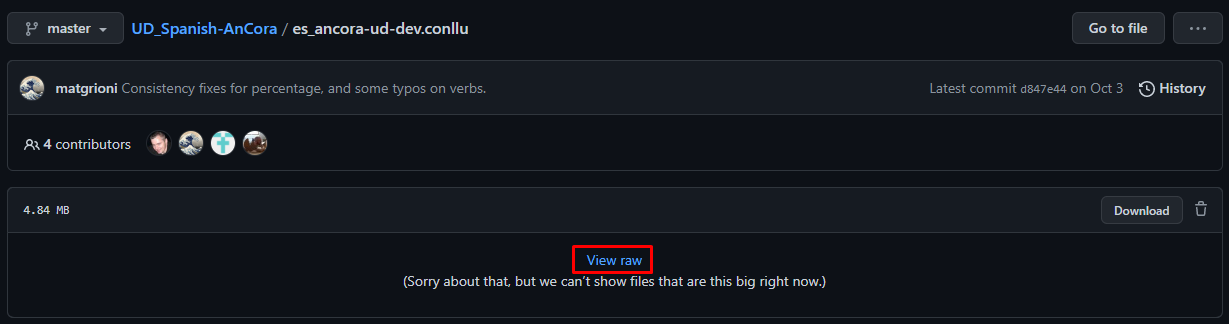 master UD_Spanish-AnCora / es_ancora-ud-dev.conllu Go to file ...
matgrioni Consistency fixes for percentage, and some typos on verbs. Latest commit d847e44 on Oct 3 History
4 contributors
4.84 MB Download
View raw
(Sorry about that, but we can't show files that are this big right now.)